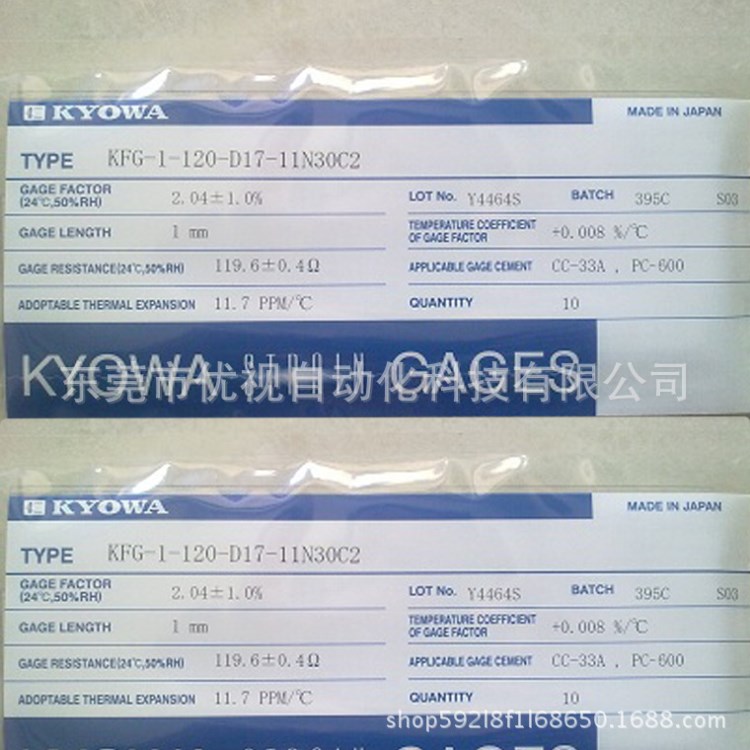 KYOWA MADE IN JAPAN
TYPE KFG-1-120-D17-11N30C2
GAGE FACTOR (24℃,50%RH) 2.04±1.0% LOT No. Y4464S BATCH 395C S03
GAGE LENGTH 1 mm TEMPERATURE COEFFICIENT OF GAGE FACTOR +0.008 %/℃
GAGE RESISTANCE(24℃,50%RH) 119.6±0.4Ω APPLICABLE GAGE CEMENT CC-33A , PC-600
ADOPTABLE THERMAL EXPANSION 11.7 PPM/℃ QUANTITY 10
KYOWA STRAIN GAGES
东莞市优视自动化科技有限公司
KYOWA MADE IN JAPAN
TYPE KFG-1-120-D17-11N30C2
GAGE FACTOR (24℃,50%RH) 2.04±1.0% LOT No. Y4464S BATCH 395C S03
GAGE LENGTH 1 mm TEMPERATURE COEFFICIENT OF GAGE FACTOR +0.008 %/℃
GAGE RESISTANCE(24℃,50%RH) 119.6±0.4Ω APPLICABLE GAGE CEMENT CC-33A , PC-600
ADOPTABLE THERMAL EXPANSION 11.7 PPM/℃ QUANTITY 10
shop592l8f1l68650.1688.com